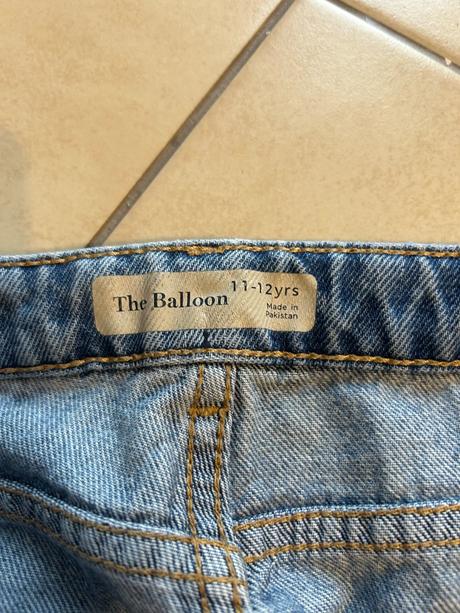 The Balloon
11-12yrs
Made in
Pakistan